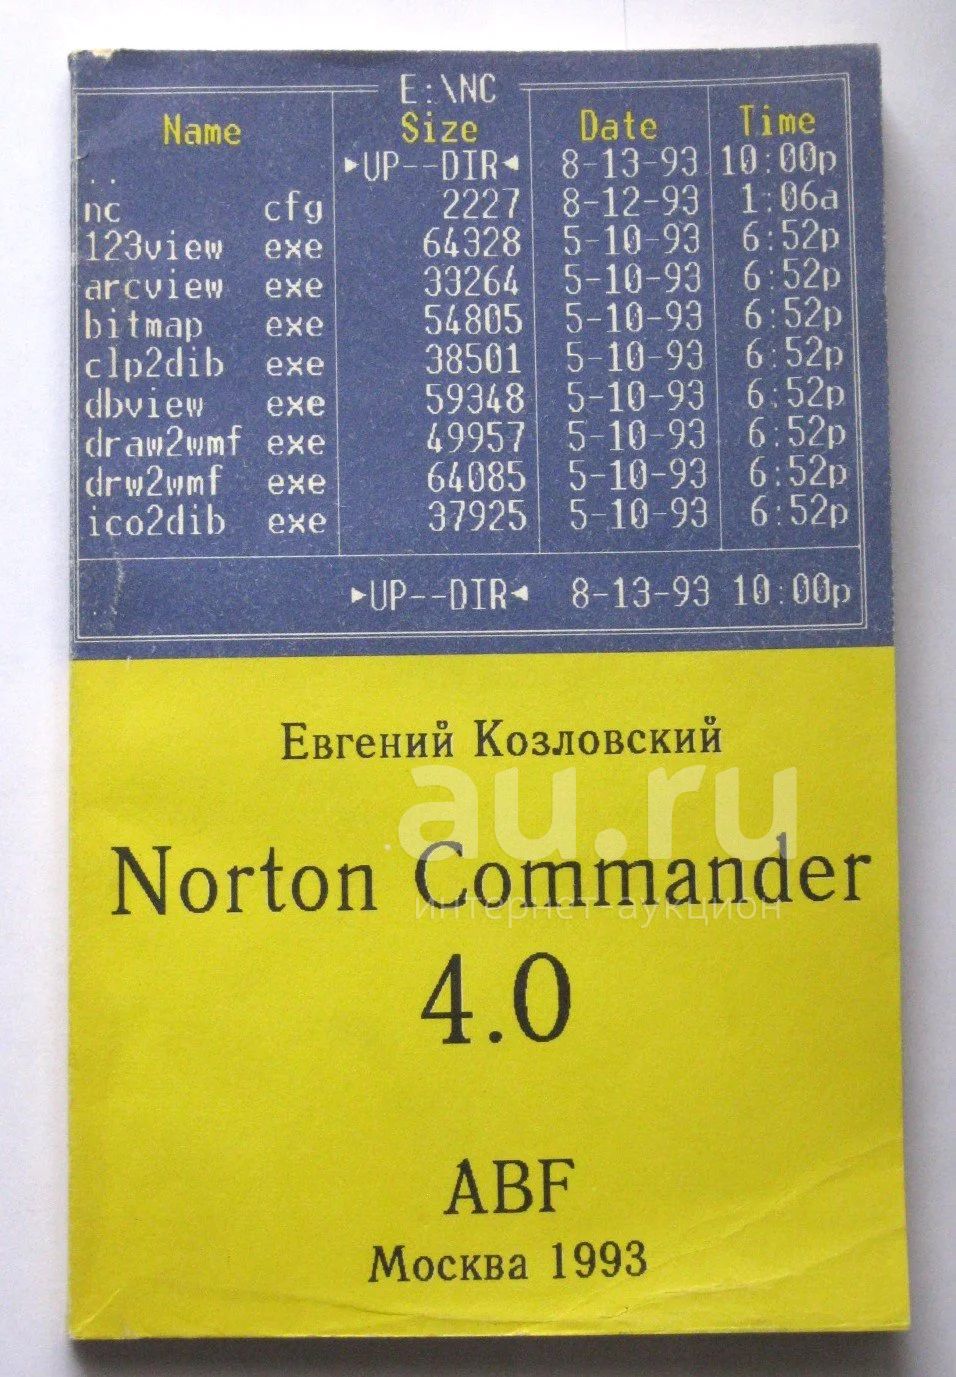 E:\NC
Name Size Date Time
.. ►UP--DIR◄ 8-13-93 10:00p
nc cfg 2227 8-12-93 1:06a
123view exe 64328 5-10-93 6:52p
arcview exe 33264 5-10-93 6:52p
bitmap exe 54805 5-10-93 6:52p
clp2dib exe 38501 5-10-93 6:52p
dbview exe 59348 5-10-93 6:52p
draw2wmf exe 49957 5-10-93 6:52p
drw2wmf exe 64085 5-10-93 6:52p
ico2dib exe 37925 5-10-93 6:52p
.. ►UP--DIR◄ 8-13-93 10:00p
Евгений Козловский
au.ru
Norton Commander
интернет-аукцион
4.0
ABF
Москва 1993